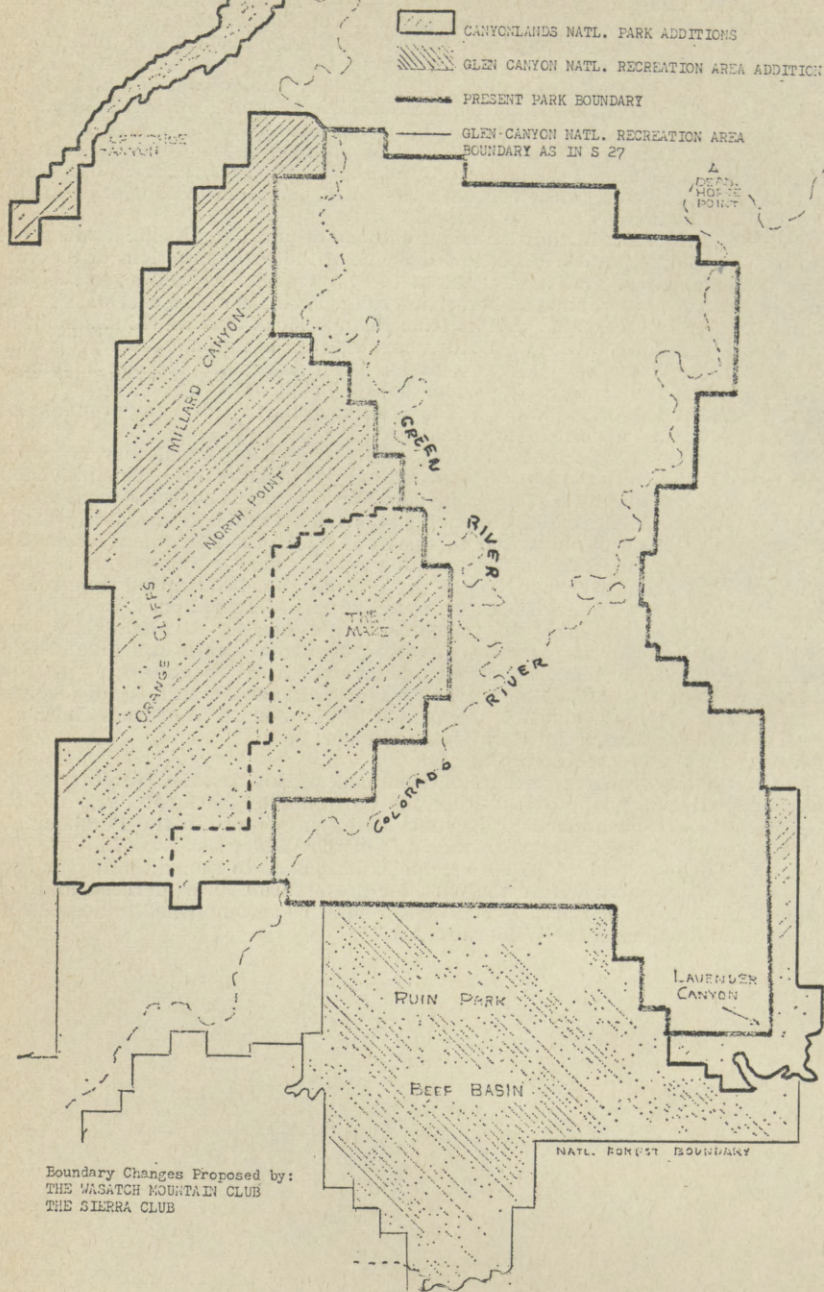 CANYONLANDS NATL. PARK ADDITIONS
GLEN CANYON NATL. RECREATION AREA ADDITION
PRESENT PARK BOUNDARY
GLEN-CANYON NATL. RECREATION AREA
BOUNDARY AS IN S 27
CANYON
DEAD
HORSE
POINT
MILLARD CANYON
GREEN
NORTH POINT
RIVER
ORANGE CLIFFS
THE
MAZE
RIVER
COLORADO
LAVENDER
CANYON
RUIN PARK
BEEF BASIN
NATL. FOREST BOUNDARY
Boundary Changes Proposed by:
THE WASATCH MOUNTAIN CLUB
THE SIERRA CLUB